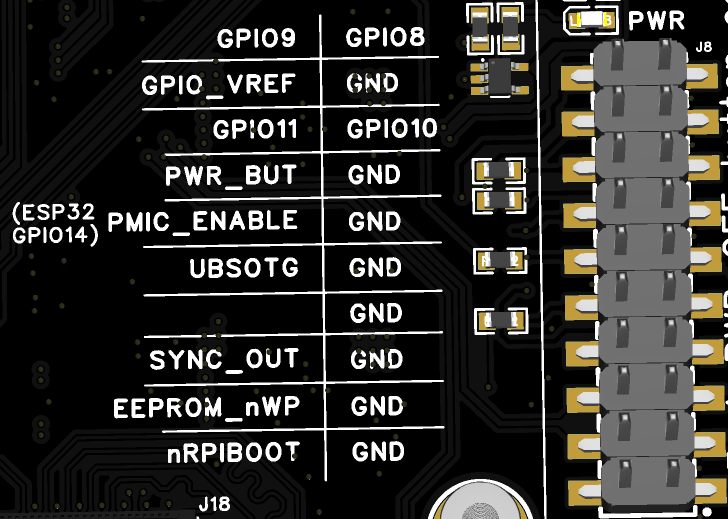 PWR
J8
GPIO9 GPIO8
GPIO_VREF GND
GPIO11 GPIO10
PWR_BUT GND
(ESP32
GPIO14) PMIC_ENABLE GND
UBSOTG GND
GND
SYNC_OUT GND
EEPROM_nWP GND
nRPIBOOT GND
J18